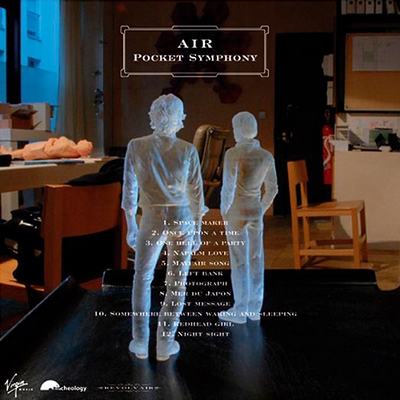 AIR
POCKET SYMPHONY
1. SPACE MAKER
2. ONCE UPON A TIME
3. ONE HELL OF A PARTY
4. NAPALM LOVE
5. MAYFAIR SONG
6. LEFT BANK
7. PHOTOGRAPH
8. MER DU JAPON
9. LOST MESSAGE
10. SOMEWHERE BETWEEN WAKING AND SLEEPING
11. REDHEAD GIRL
12. NIGHT SIGHT
Virgin MUSIC archeology REVOLVAIR